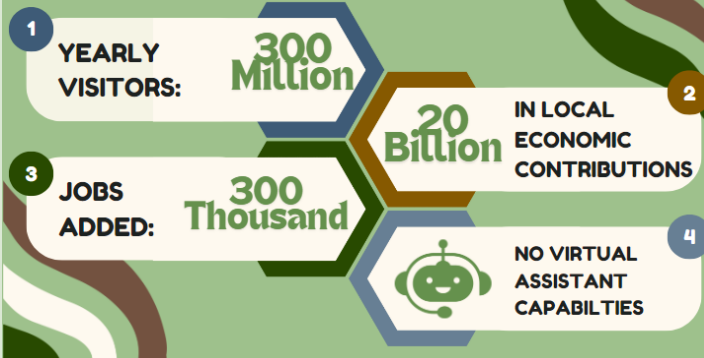 1
YEARLY
VISITORS:
300
Million
2
20
Billion
IN LOCAL
ECONOMIC
CONTRIBUTIONS
3
JOBS
ADDED:
300
Thousand
4
NO VIRTUAL
ASSISTANT
CAPABILTIES